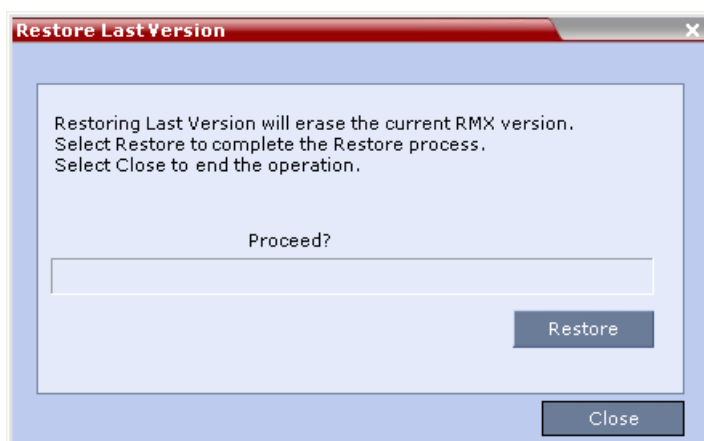 Restore Last Version
Restoring Last Version will erase the current RMX version.
Select Restore to complete the Restore process.
Select Close to end the operation.
Proceed?
Restore
Close